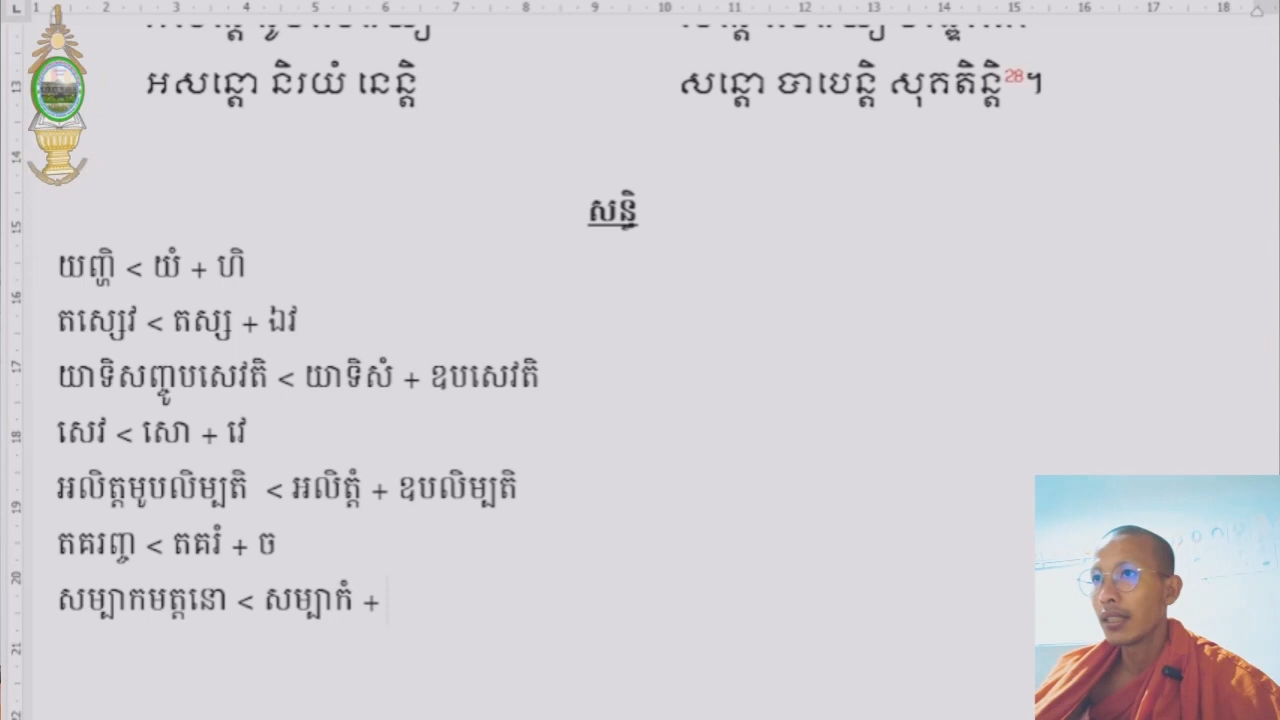 អសន្តោ និរយំ នេន្តិ សន្តោ បាបេន្តិ សុគតិន្តិ28។
សន្ធិ
យញ្ហិ < យំ + ហិ
តស្សេវ < តស្ស + ឯវ
យាទិសញ្ចូបសេវតិ < យាទិសំ + ឧបសេវតិ
សេវ < សោ + វេ
អលិត្តមូបលិម្បតិ < អលិត្តំ + ឧបលិម្បតិ
តគរញ្ច < តគរំ + ច
សម្បាកមត្តនោ < សម្បាកំ +